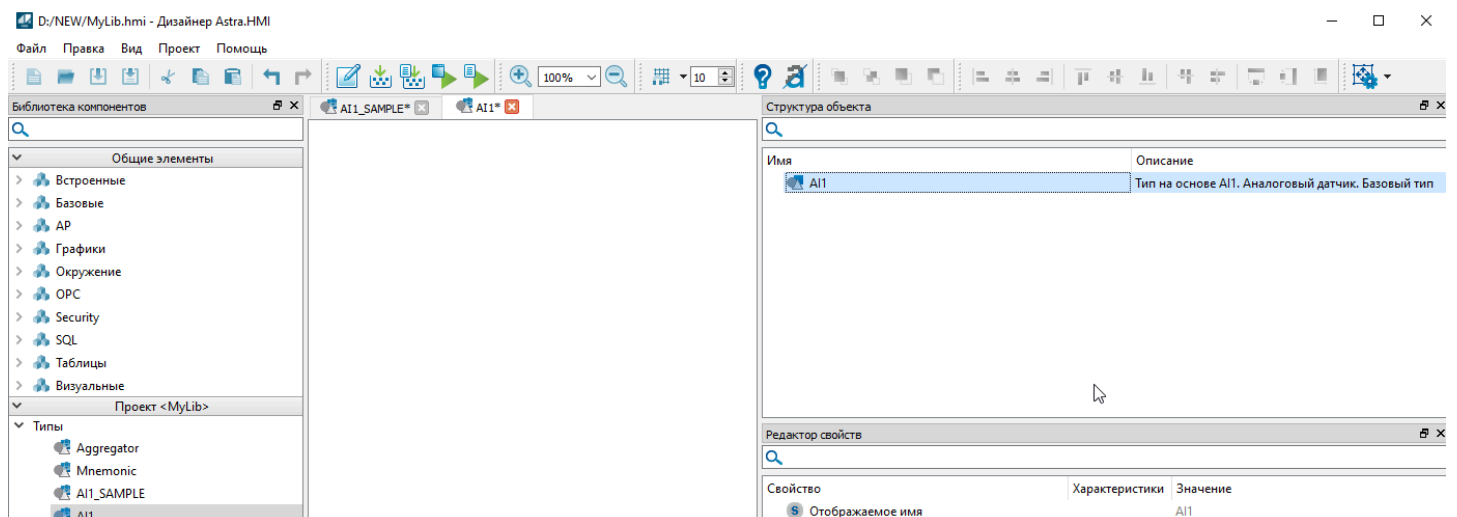 D:/NEW/MyLib.hmi - Дизайнер Astra.HMI
Файл Правка Вид Проект Помощь
100% 10
Библиотека компонентов
AI1_SAMPLE* AI1*
Структура объекта
Общие элементы
Встроенные
Базовые
AP
Графики
Окружение
OPC
Security
SQL
Таблицы
Визуальные
Проект <MyLib>
Типы
Aggregator
Mnemonic
AI1_SAMPLE
AI1
Имя Описание
AI1 Тип на основе AI1. Аналоговый датчик. Базовый тип
Редактор свойств
Свойство Характеристики Значение
S Отображаемое имя AI1